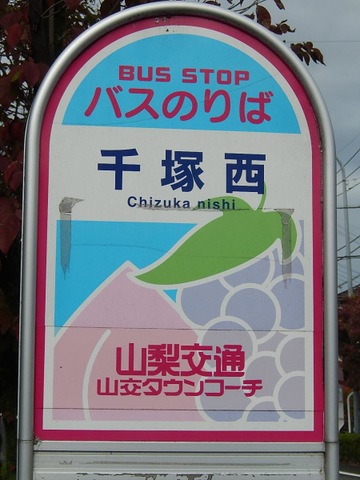 BUS STOP
バスのりば
千塚西
Chizuka nishi
山梨交通
山交タウンコーチ